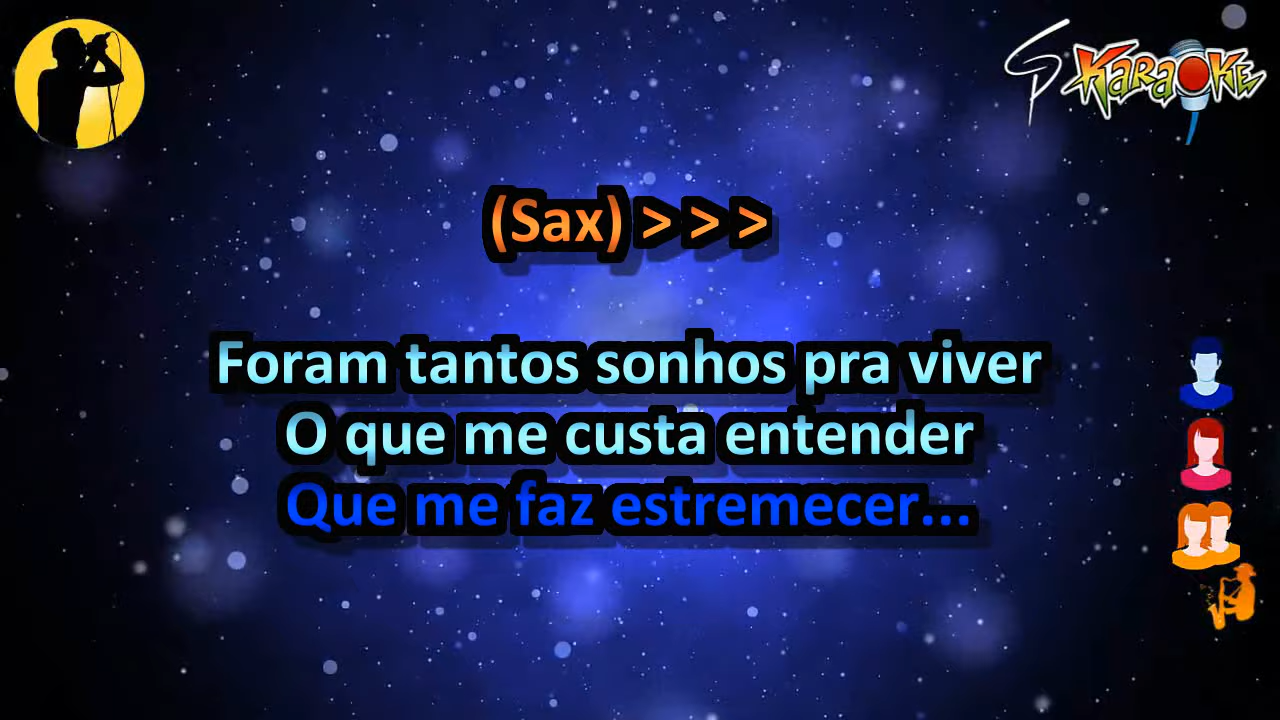 KaRaOKe
(Sax) > > >
Foram tantos sonhos pra viver
O que me custa entender
Que me faz estremecer...